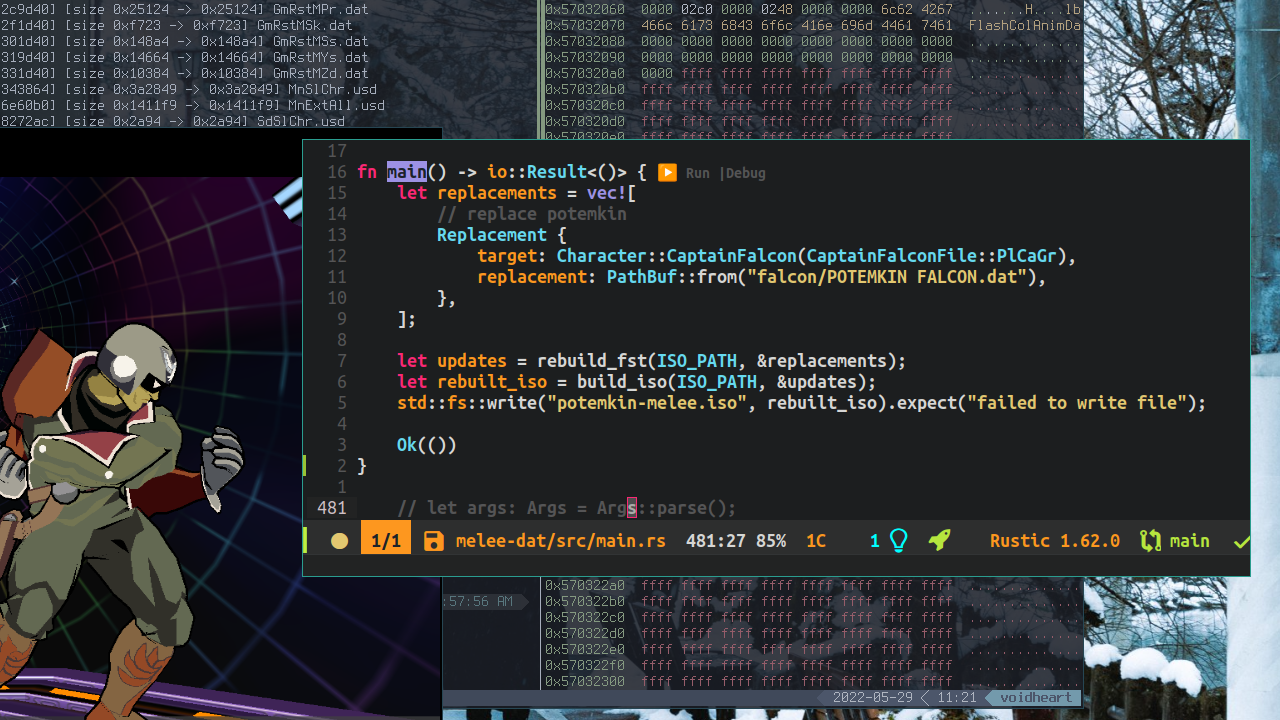 2c9d40] [size 0x25124 -> 0x25124] GmRstMPr.dat
2f1d40] [size 0xf723 -> 0xf723] GmRstMSk.dat
301d40] [size 0x148a4 -> 0x148a4] GmRstMSs.dat
319d40] [size 0x14664 -> 0x14664] GmRstMYs.dat
331d40] [size 0x10384 -> 0x10384] GmRstMZd.dat
343864] [size 0x3a2849 -> 0x3a2849] MnSlChr.usd
6e60b0] [size 0x1411f9 -> 0x1411f9] MnExtAll.usd
8272ac] [size 0x2a94 -> 0x2a94] SdSlChr.usd
0x57032060 0000 02c0 0000 0248 0000 0000 6c62 4267 .......H....lb
0x57032070 466c 6173 6843 6f6c 416e 696d 4461 7461 FlashColAnimDa
0x57032080 0000 0000 0000 0000 0000 0000 0000 0000 ..............
0x57032090 0000 0000 0000 0000 0000 0000 0000 0000 ..............
0x570320a0 0000 ffff ffff ffff ffff ffff ffff ffff ..............
0x570320b0 ffff ffff ffff ffff ffff ffff ffff ffff ..............
0x570320c0 ffff ffff ffff ffff ffff ffff ffff ffff ..............
0x570320d0 ffff ffff ffff ffff ffff ffff ffff ffff ..............
0x570320e0 ffff ffff ffff ffff ffff ffff ffff ffff ..............
17
16 fn main() -> io::Result<()> { Run |Debug
15 let replacements = vec![
14 // replace potemkin
13 Replacement {
12 target: Character::CaptainFalcon(CaptainFalconFile::PlCaGr),
11 replacement: PathBuf::from("falcon/POTEMKIN FALCON.dat"),
10 },
9 ];
8
7 let updates = rebuild_fst(ISO_PATH, &replacements);
6 let rebuilt_iso = build_iso(ISO_PATH, &updates);
5 std::fs::write("potemkin-melee.iso", rebuilt_iso).expect("failed to write file");
4
3 Ok(())
2 }
1
481 // let args: Args = Args::parse();
1/1 melee-dat/src/main.rs 481:27 85% 1C 1 Rustic 1.62.0 main
:57:56 AM
0x570322a0 ffff ffff ffff ffff ffff ffff ffff ffff ..............
0x570322b0 ffff ffff ffff ffff ffff ffff ffff ffff ..............
0x570322c0 ffff ffff ffff ffff ffff ffff ffff ffff ..............
0x570322d0 ffff ffff ffff ffff ffff ffff ffff ffff ..............
0x570322e0 ffff ffff ffff ffff ffff ffff ffff ffff ..............
0x570322f0 ffff ffff ffff ffff ffff ffff ffff ffff ..............
0x57032300 ffff ffff ffff ffff ffff ffff ffff ffff ..............
2022-05-29 11:21 voidheart